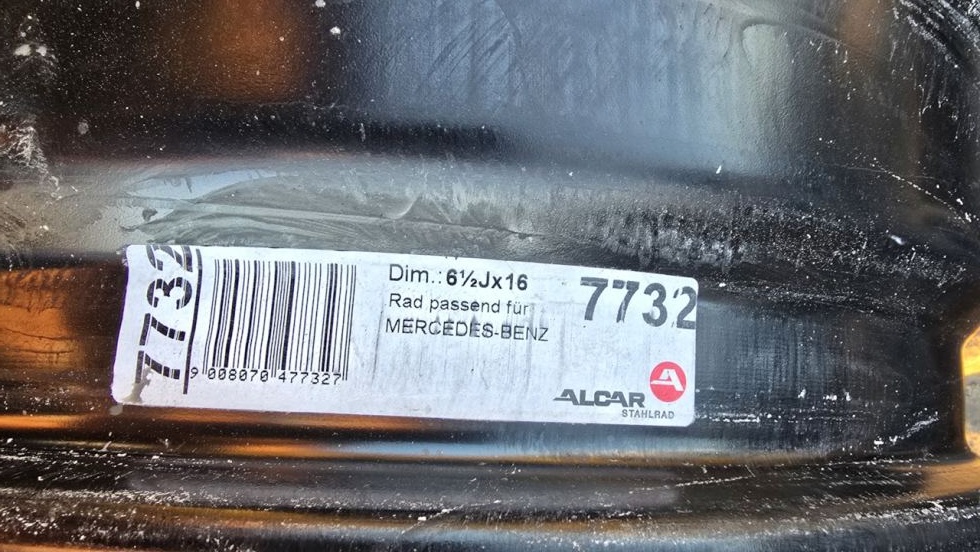 7732
9 008070 477327
Dim.: 6½Jx16
Rad passend für
MERCEDES-BENZ
7732
ALCAR
STAHLRAD